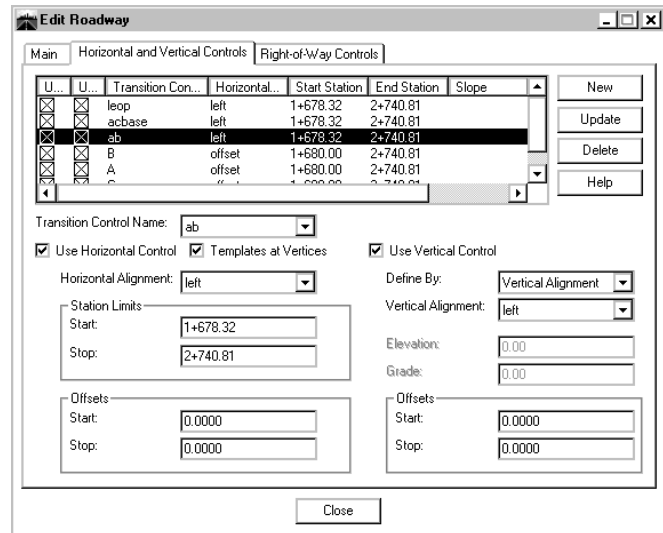 Edit Roadway
Main Horizontal and Vertical Controls Right-of-Way Controls
U... U... Transition Con... Horizontal... Start Station End Station Slope
leop left 1+678.32 2+740.81
acbase left 1+678.32 2+740.81
ab left 1+678.32 2+740.81
B offset 1+680.00 2+740.81
A offset 1+680.00 2+740.81
New
Update
Delete
Help
Transition Control Name: ab
Use Horizontal Control Templates at Vertices Use Vertical Control
Horizontal Alignment: left
Define By: Vertical Alignment
Station Limits
Vertical Alignment: left
Start: 1+678.32
Stop: 2+740.81
Elevation: 0.00
Grade: 0.00
Offsets
Start: 0.0000
Stop: 0.0000
Offsets
Start: 0.0000
Stop: 0.0000
Close